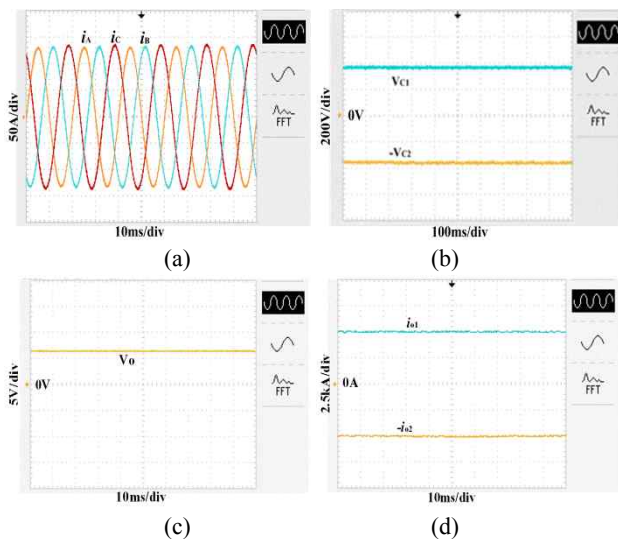 iA iC iB
50A/div
FFT
10ms/div
(a)
VC1
0V
-VC2
200V/div
FFT
100ms/div
(b)
Vo
0V
5V/div
FFT
10ms/div
(c)
io1
0A
-io2
2.5kA/div
FFT
10ms/div
(d)